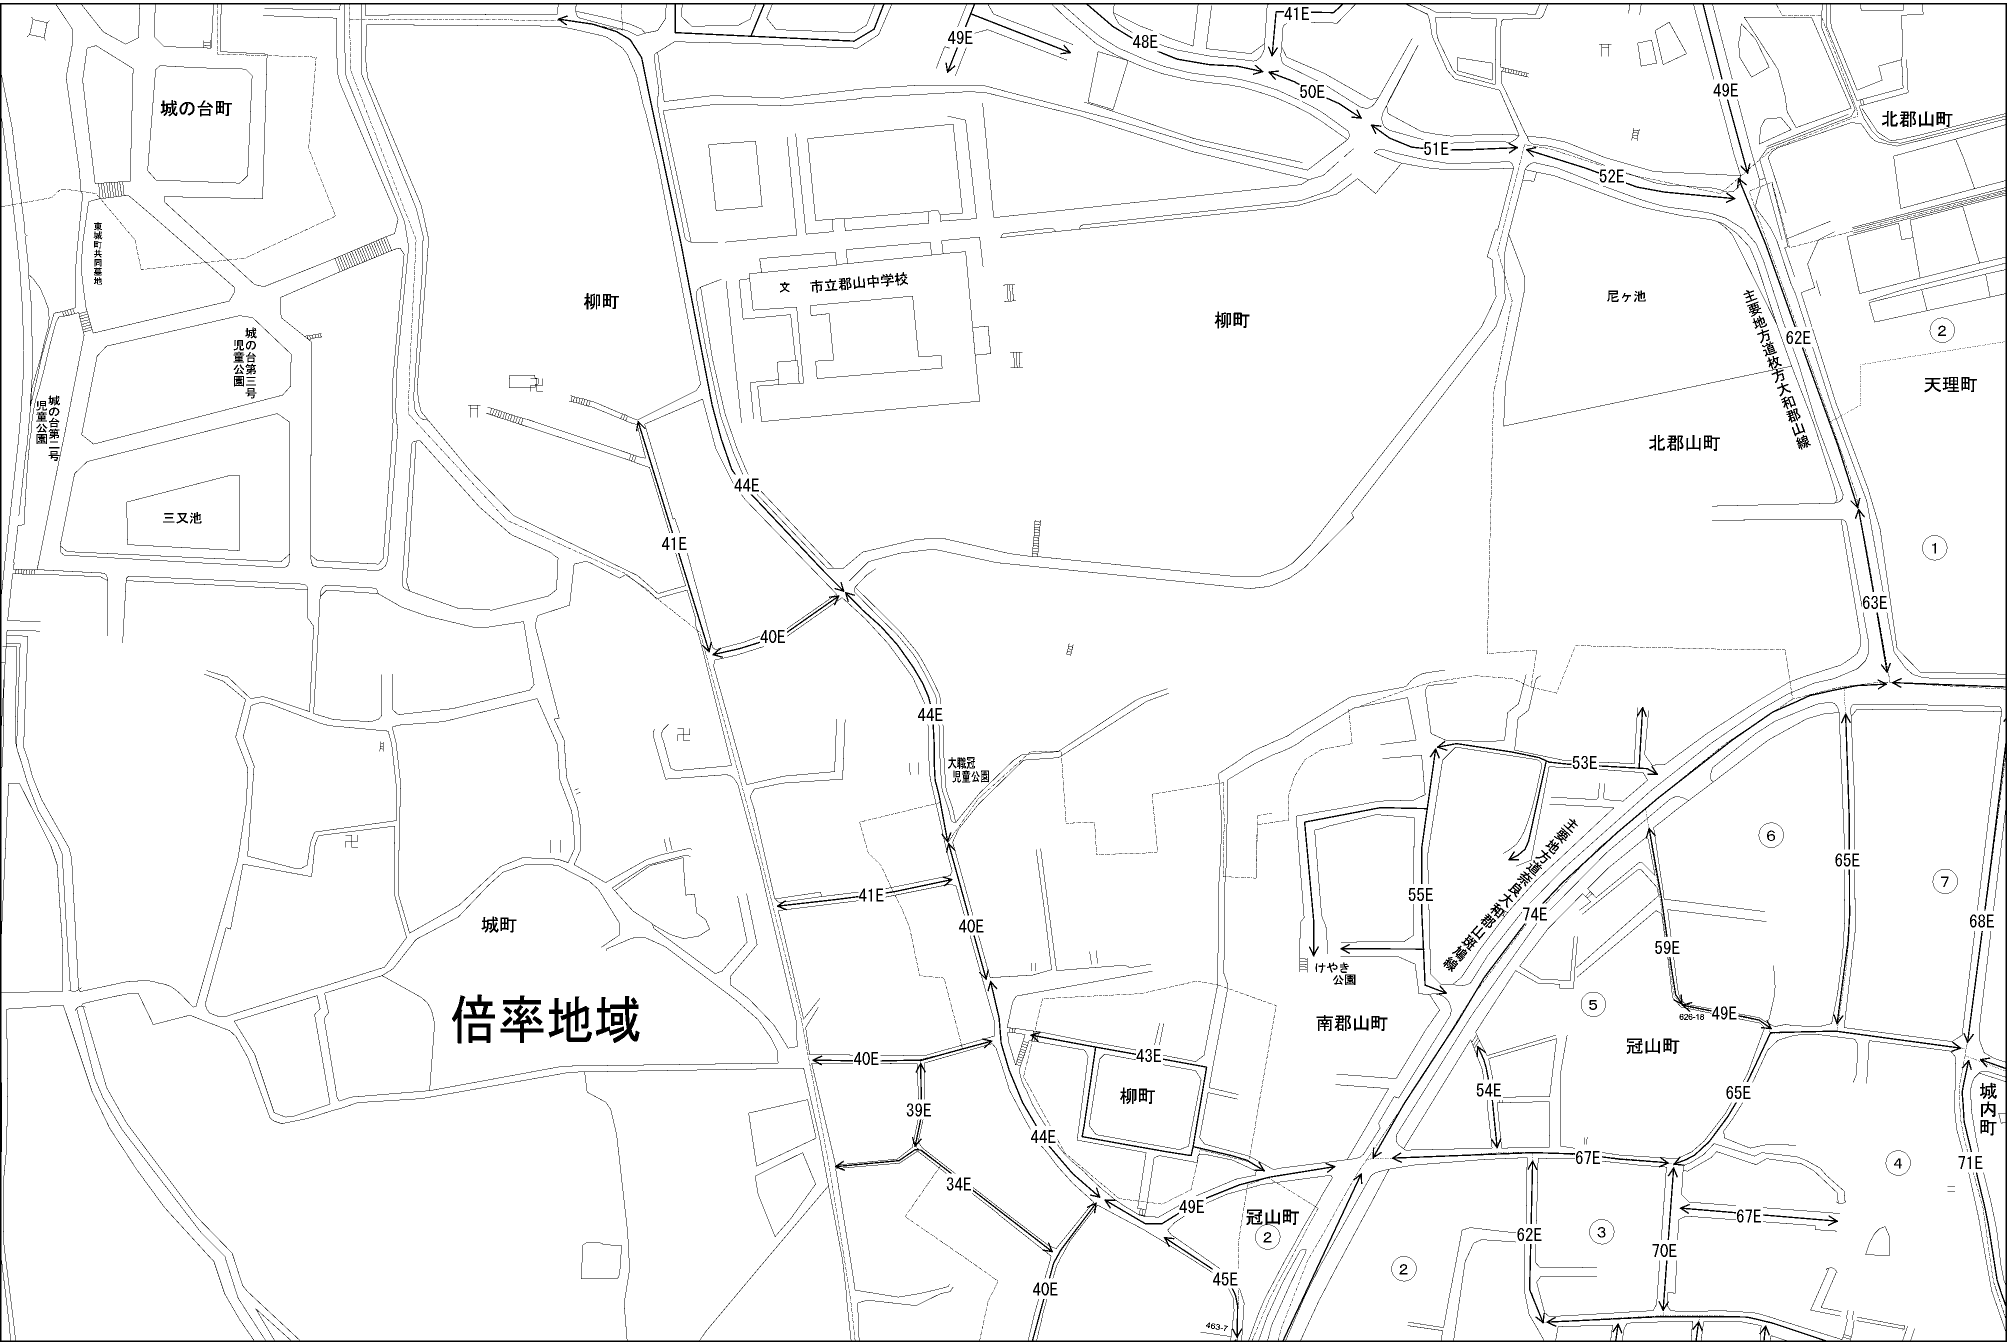 41E
49E
48E
50E
49E
城の台町
北郡山町
51E
52E
東城町共同墓地
文 市立郡山中学校
柳町
柳町
尼ヶ池
主要地方道枚方大和郡山線
62E
2
城の台第三号
児童公園
天理町
城の台第二号
児童公園
北郡山町
44E
三又池
41E
1
63E
40E
44E
大職冠
児童公園
53E
6
65E
7
主要地方道奈良大和郡山斑鳩線
55E
74E
68E
41E
40E
城町
59E
けやき
公園
倍率地域
5
626-18
49E
南郡山町
冠山町
40E
43E
54E
65E
城内町
柳町
39E
44E
67E
71E
4
34E
49E
冠山町
2
67E
62E
3
70E
2
45E
40E
463-7